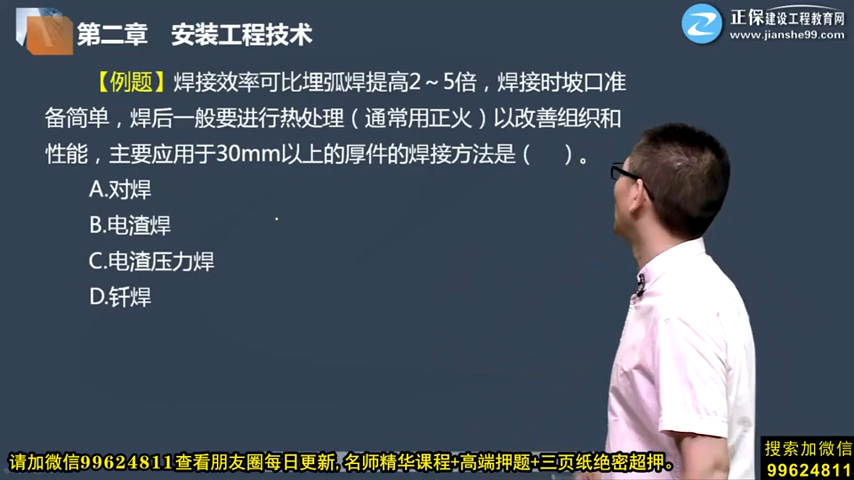 第二章 安装工程技术
正保建设工程教育网
www.jianshe99.com
【例题】焊接效率可比埋弧焊提高2～5倍，焊接时坡口准
备简单，焊后一般要进行热处理（通常用正火）以改善组织和
性能，主要应用于30mm以上的厚件的焊接方法是（ ）。
A.对焊
B.电渣焊
C.电渣压力焊
D.钎焊
请加微信99624811查看朋友圈每日更新,名师精华课程+高端押题+三页纸绝密超押。
搜索加微信
99624811